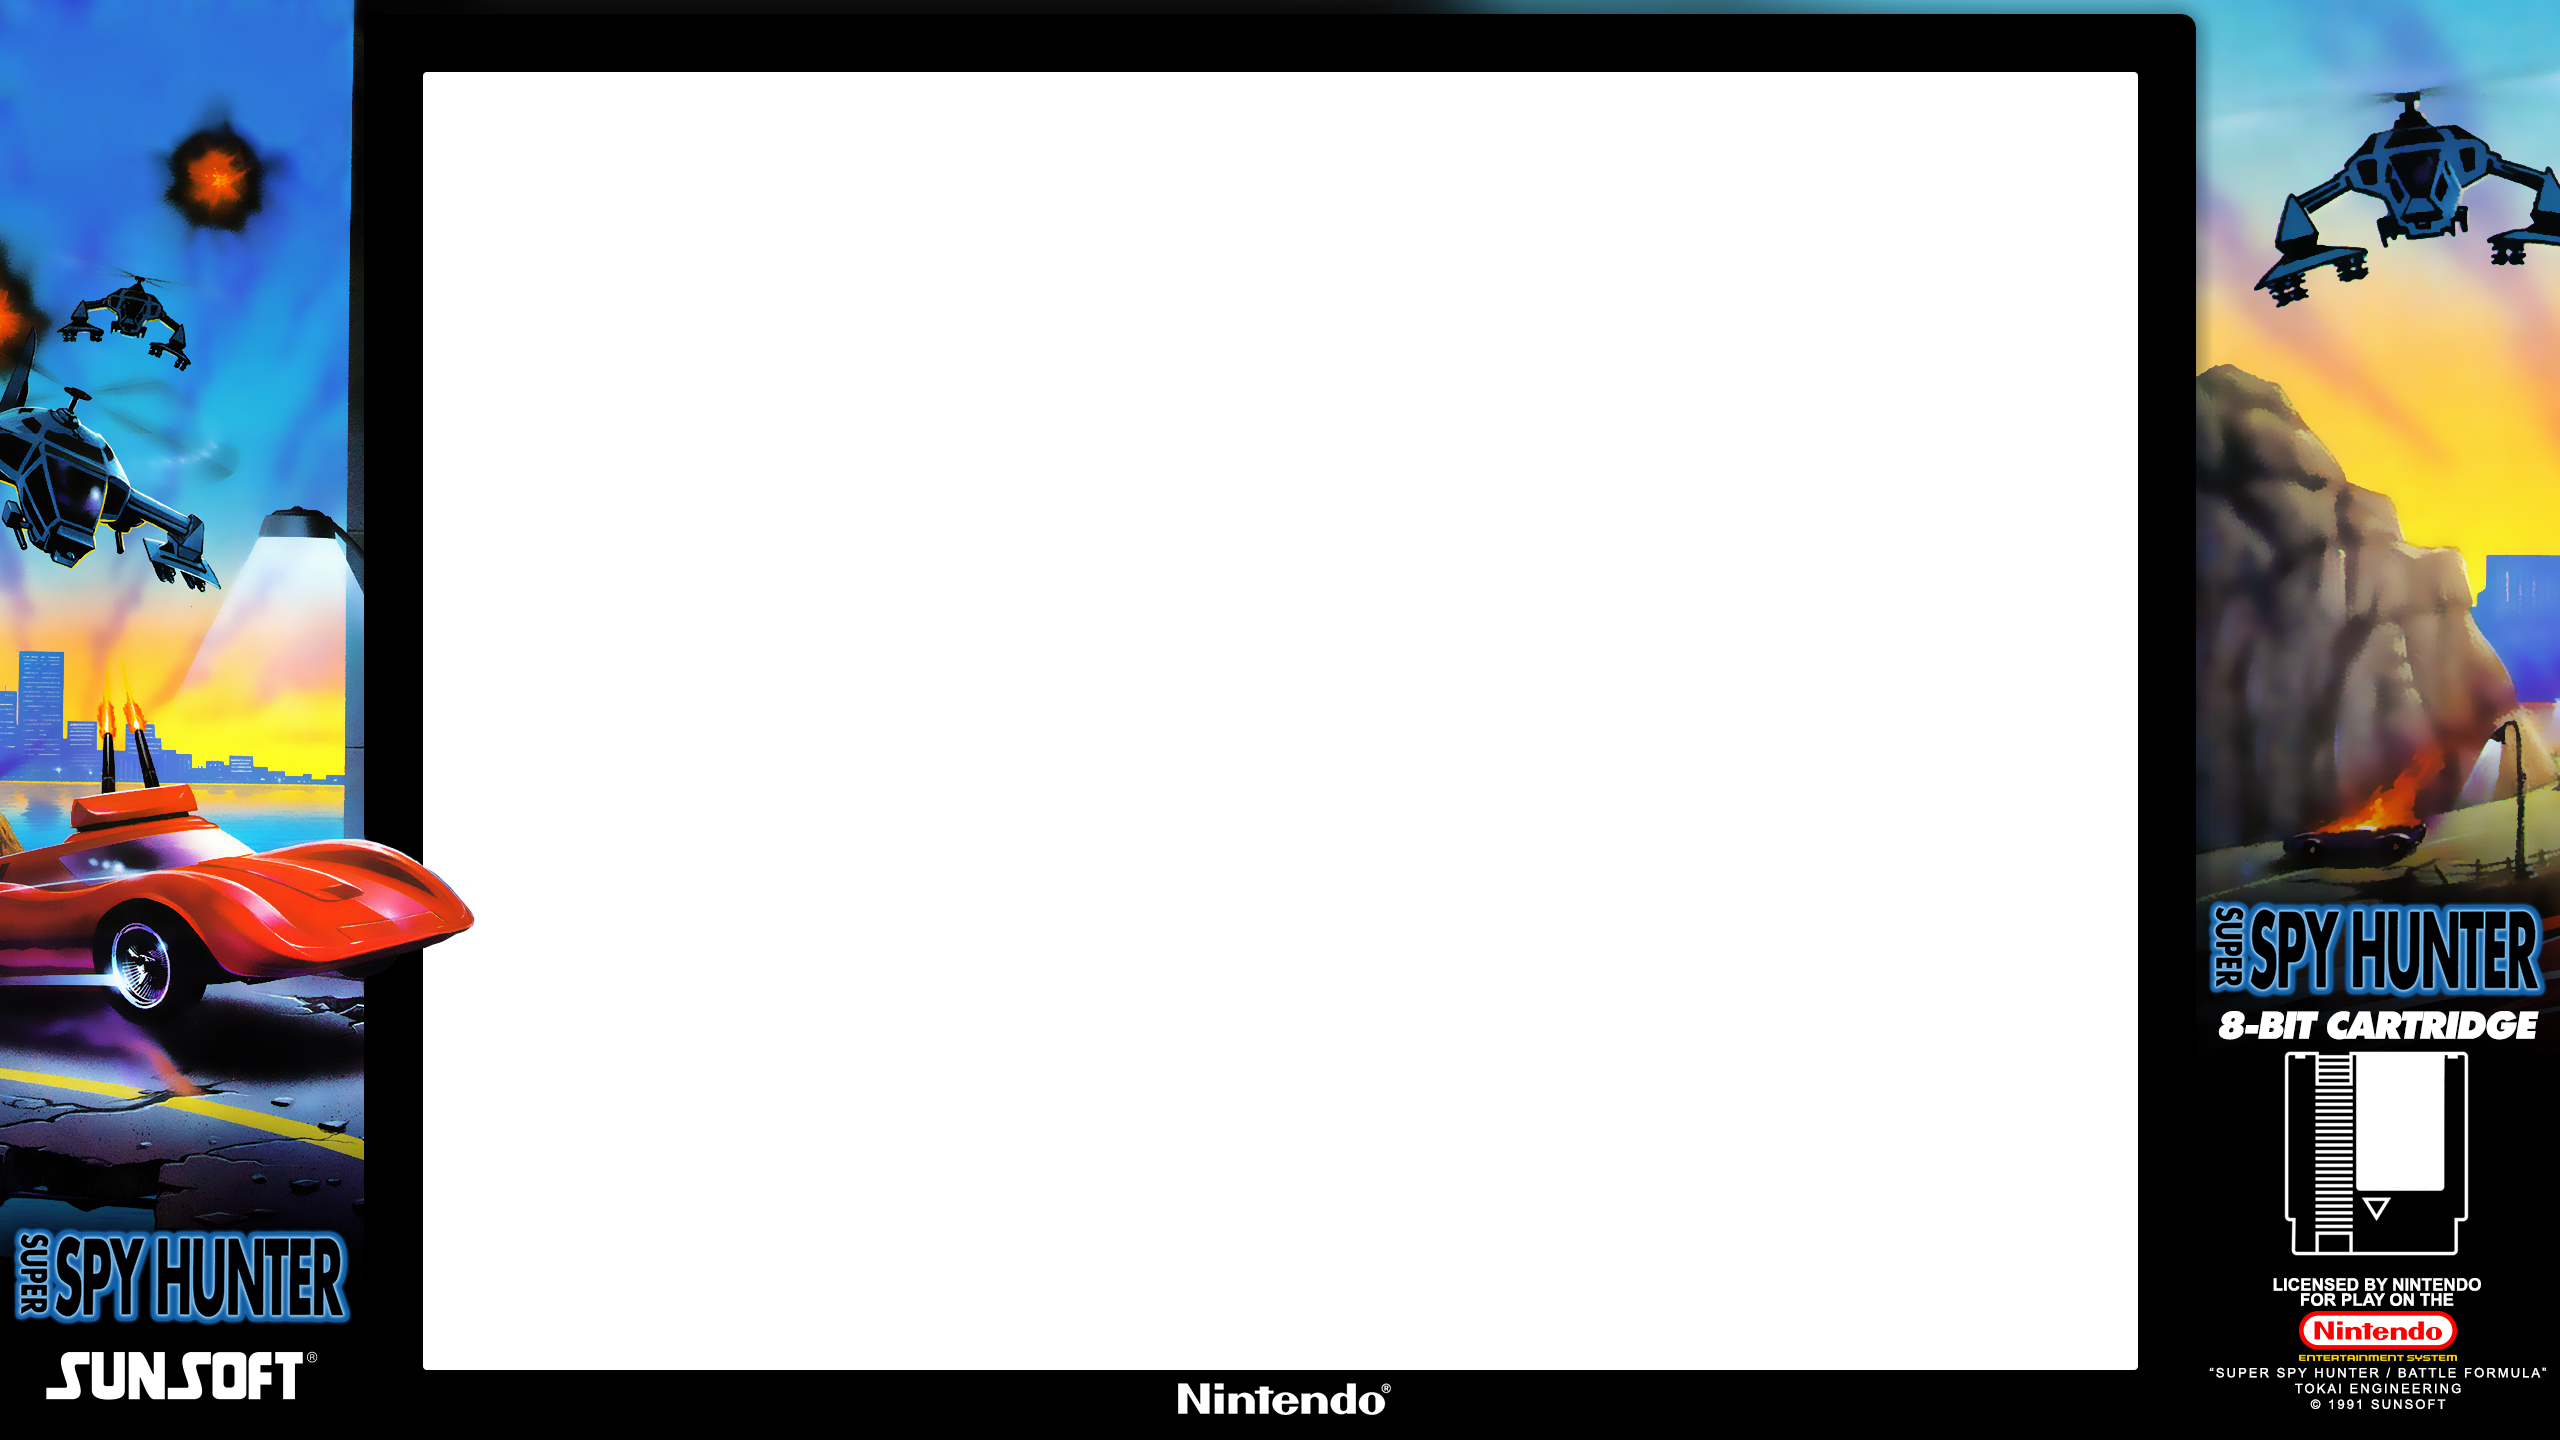 SUPER SPY HUNTER
SUNSOFT®
Nintendo®
SUPER SPY HUNTER
8-BIT CARTRIDGE
LICENSED BY NINTENDO
FOR PLAY ON THE
Nintendo
ENTERTAINMENT SYSTEM
"SUPER SPY HUNTER / BATTLE FORMULA"
TOKAI ENGINEERING
© 1991 SUNSOFT